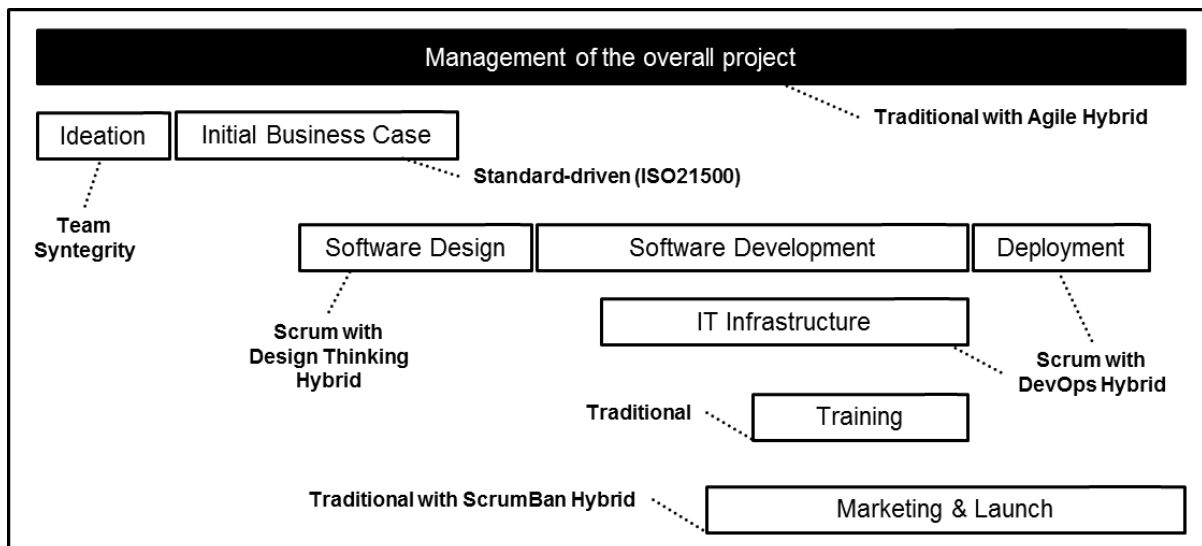 Management of the overall project
Traditional with Agile Hybrid
Ideation
Initial Business Case
Standard-driven (ISO21500)
Team
Syntegrity
Software Design
Software Development
Deployment
IT Infrastructure
Scrum with
Design Thinking
Hybrid
Scrum with
DevOps Hybrid
Traditional
Training
Traditional with ScrumBan Hybrid
Marketing & Launch